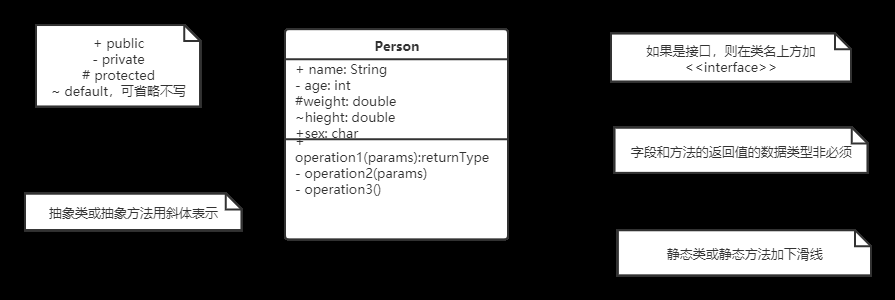 + public
- private
# protected
~ default，可省略不写
抽象类或抽象方法用斜体表示
Person
+ name: String
- age: int
#weight: double
~hieght: double
+sex: char
+
operation1(params):returnType
- operation2(params)
- operation3()
如果是接口，则在类名上方加
<<interface>>
字段和方法的返回值的数据类型非必须
静态类或静态方法加下滑线